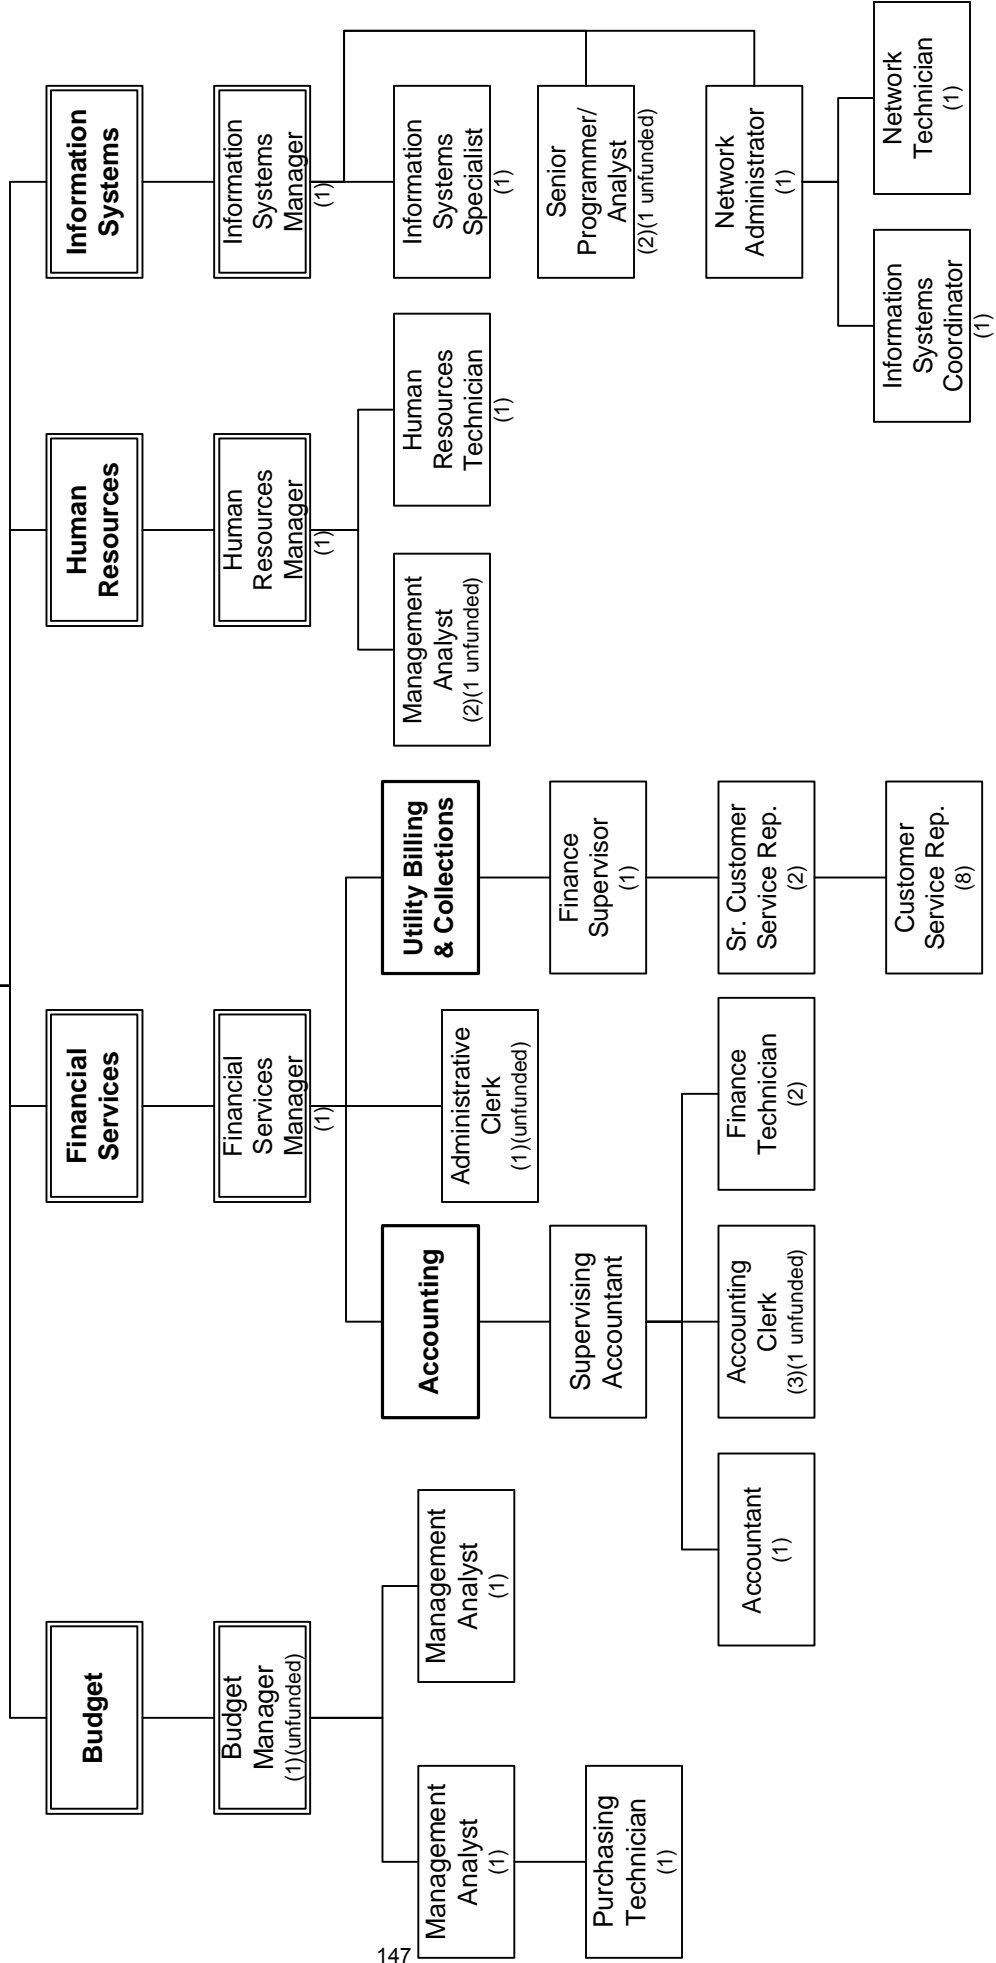 Budget
Budget
Manager
(1)(unfunded)
Management
Analyst
(1)
Purchasing
Technician
(1)
Management
Analyst
(1)
Financial
Services
Financial
Services
Manager
(1)
Accounting
Supervising
Accountant
Accountant
(1)
Accounting
Clerk
(3)(1 unfunded)
Finance
Technician
(2)
Administrative
Clerk
(1)(unfunded)
Utility Billing
& Collections
Finance
Supervisor
(1)
Sr. Customer
Service Rep.
(2)
Customer
Service Rep.
(8)
Human
Resources
Human
Resources
Manager
(1)
Management
Analyst
(2)(1 unfunded)
Human
Resources
Technician
(1)
Information
Systems
Information
Systems
Manager
(1)
Information
Systems
Specialist
(1)
Senior
Programmer/
Analyst
(2)(1 unfunded)
Network
Administrator
(1)
Information
Systems
Coordinator
(1)
Network
Technician
(1)
147